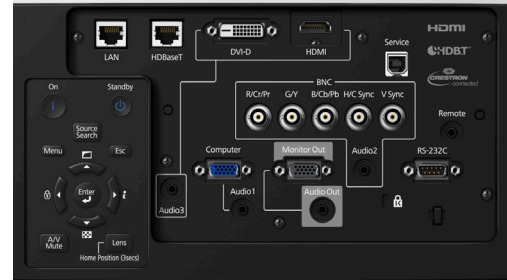 HDMI
DVI-D
HDMI
LAN
HDBaseT
Service
HDBT
CRESTRON
connected
BNC
R/Cr/Pr
G/Y
B/Cb/Pb
H/C Sync
V Sync
On
Standby
Remote
Source
Search
Menu
Esc
Computer
Monitor Out
Audio2
RS-232C
Enter
i
Audio3
Audio1
Audio Out
A/V
Mute
Lens
Home Position (3secs)
K